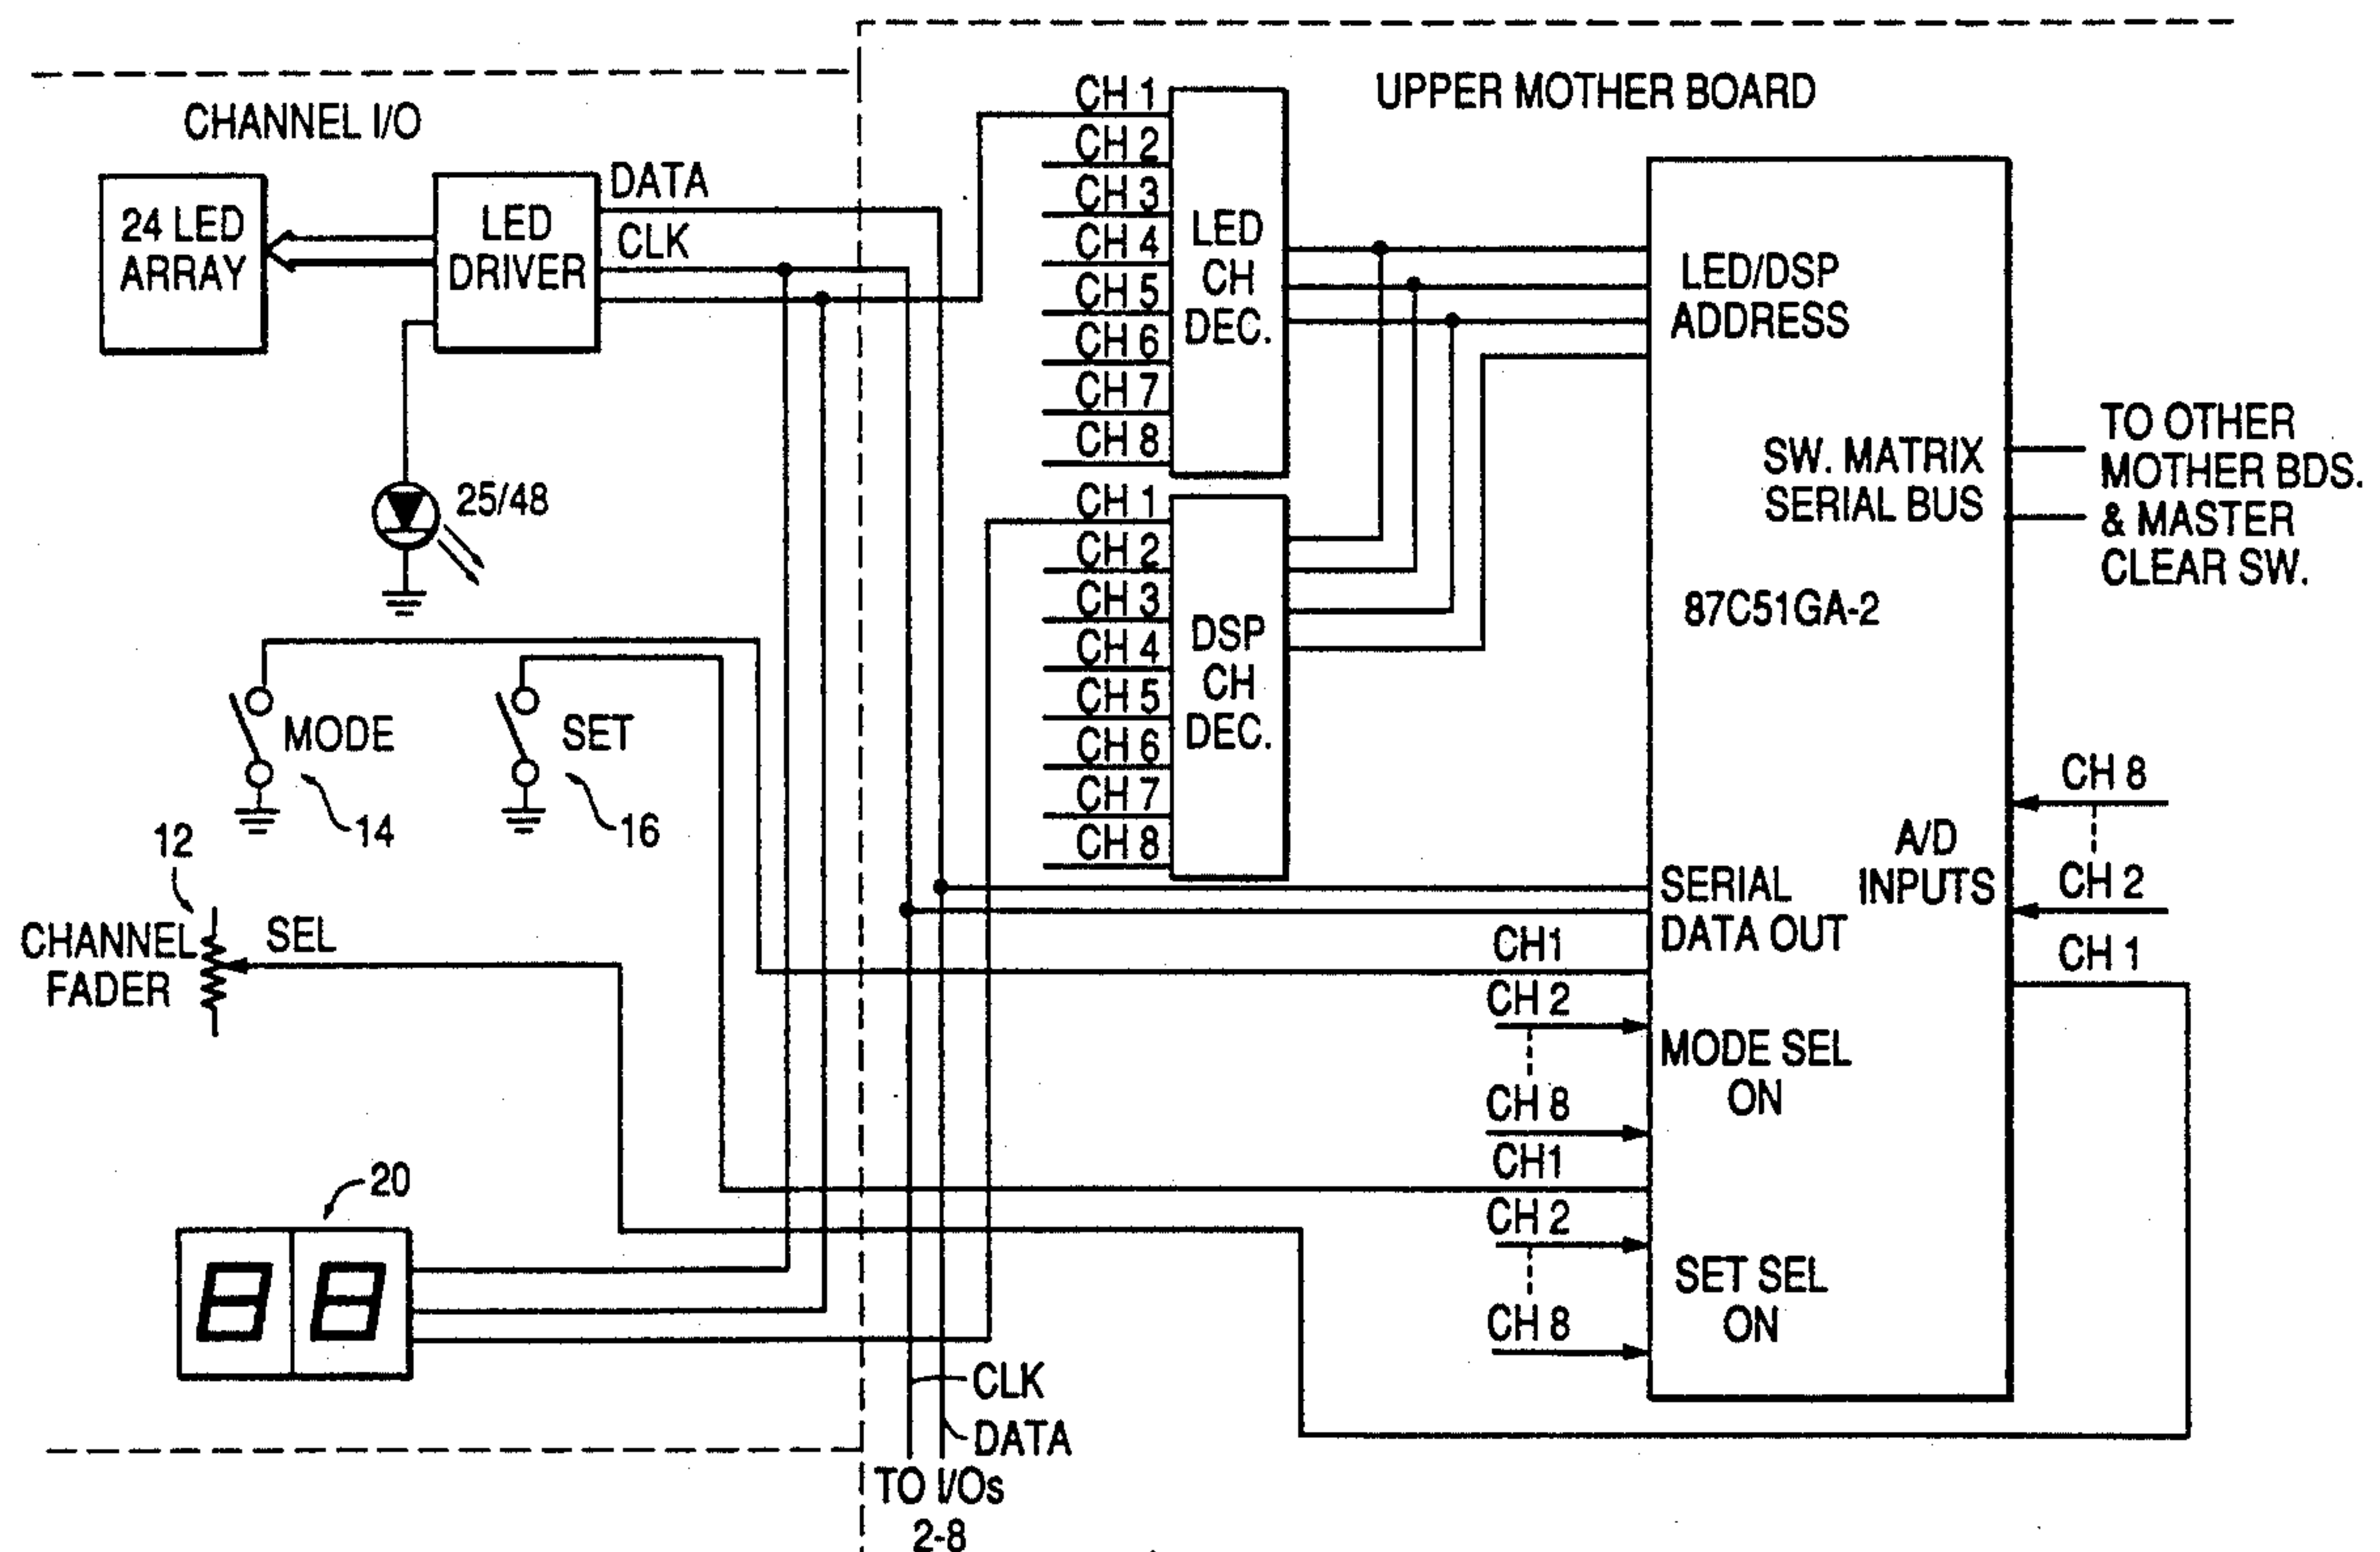 CHANNEL I/O
24 LED
ARRAY
LED
DRIVER
DATA
CLK
25/48
MODE
14
SET
16
12
CHANNEL
FADER
SEL
20
UPPER MOTHER BOARD
CH 1
CH 2
CH 3
CH 4
CH 5
CH 6
CH 7
CH 8
LED
CH
DEC.
CH 1
CH 2
CH 3
CH 4
CH 5
CH 6
CH 7
CH 8
DSP
CH
DEC.
LED/DSP
ADDRESS
SW. MATRIX
SERIAL BUS
TO OTHER
MOTHER BDS.
& MASTER
CLEAR SW.
87C51GA-2
A/D
INPUTS
CH 8
CH 2
CH 1
SERIAL
DATA OUT
CH1
CH 2
CH 8
MODE SEL
ON
CH1
CH 2
CH 8
SET SEL
ON
CLK
DATA
TO I/Os
2-8
88